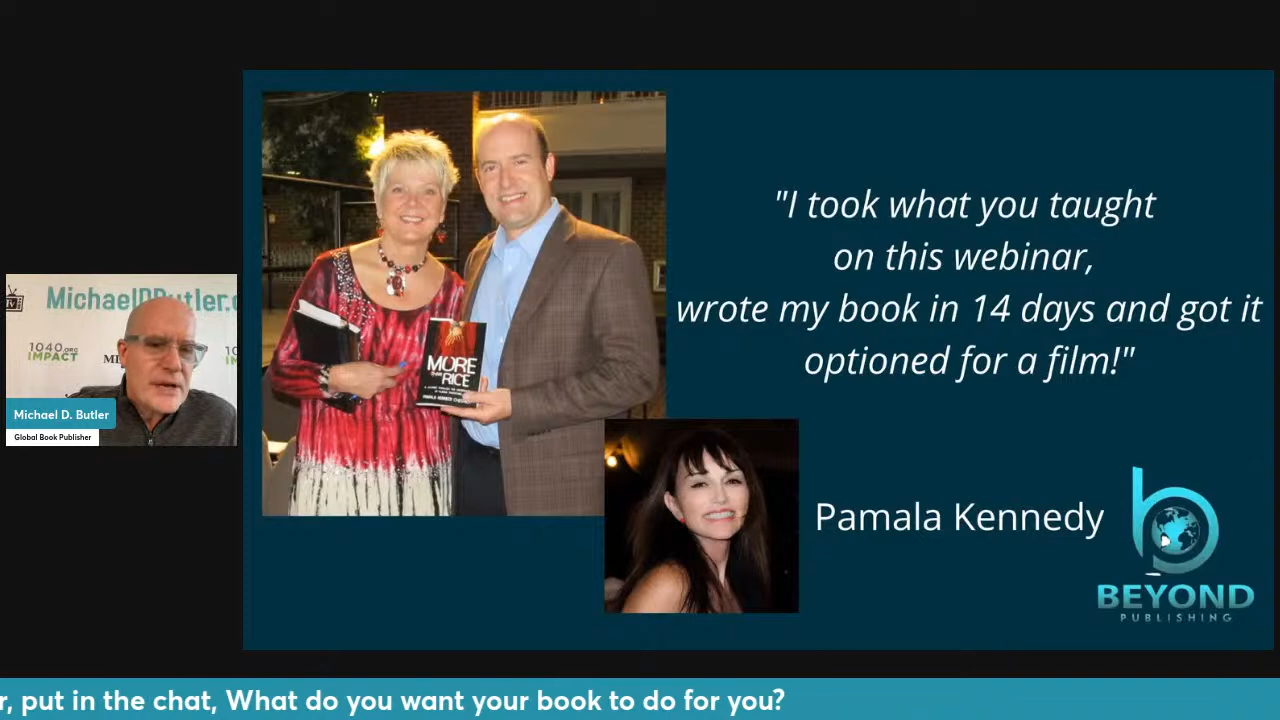 MichaelDButler.c
TV
1040.ORG
IMPACT
Michael D. Butler
Global Book Publisher
MORE
THAN
RICE
"I took what you taught
on this webinar,
wrote my book in 14 days and got it
optioned for a film!"
Pamala Kennedy
BEYOND
PUBLISHING
r, put in the chat, What do you want your book to do for you?